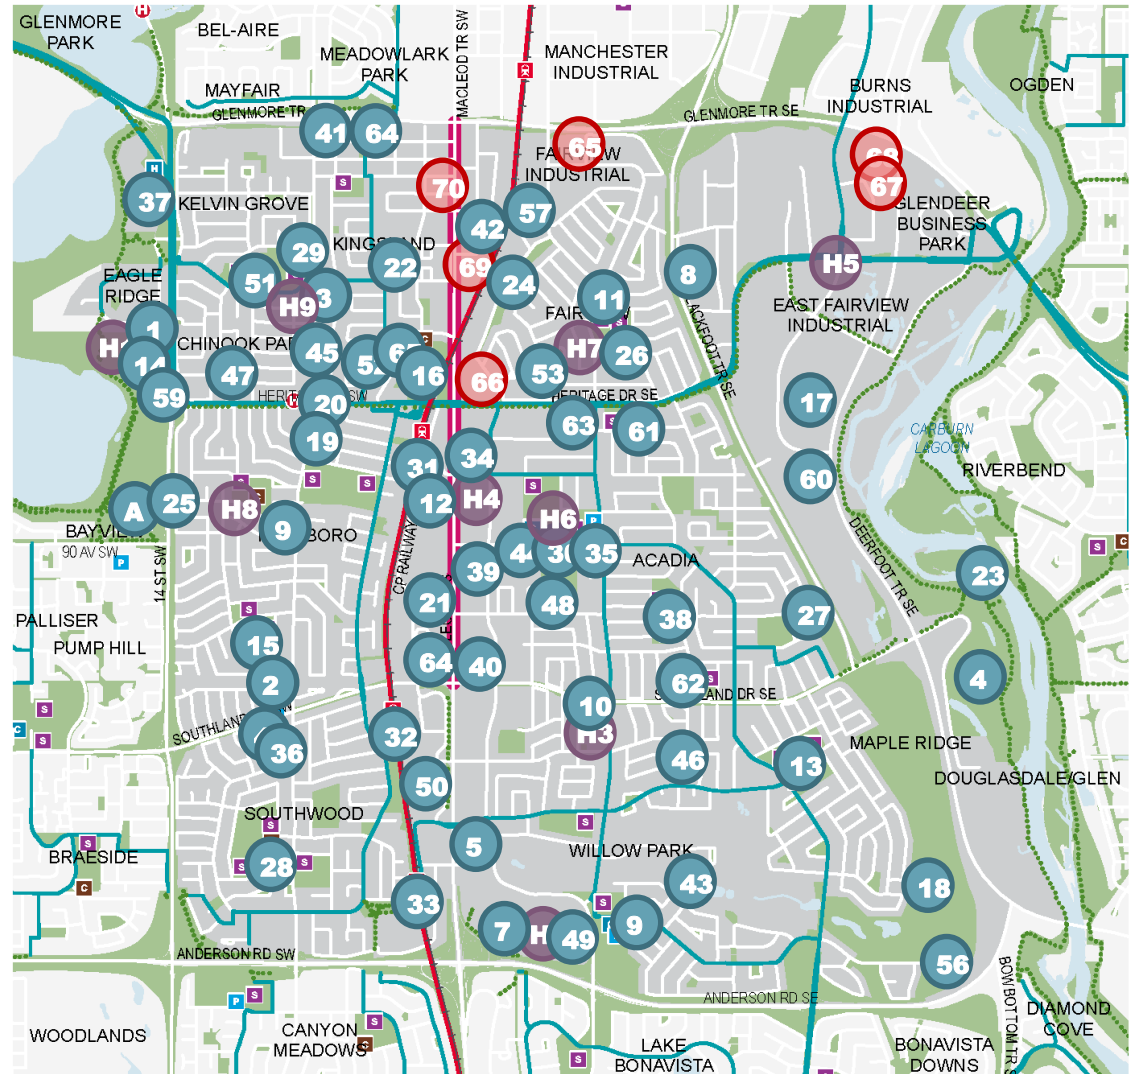 GLENMORE
PARK
BEL-AIRE
MEADOWLARK
PARK
MACLEOD TR SW
MANCHESTER
INDUSTRIAL
BURNS
INDUSTRIAL
OGDEN
MAYFAIR
GLENMORE TR
GLENMORE TR SE
41
64
65
FAIRVIEW
INDUSTRIAL
67
H
37
KELVIN GROVE
S
70
57
42
GLENDEER
BUSINESS
PARK
29
22
69
24
8
H5
EAGLE
RIDGE
51
H9
11
EAST FAIRVIEW
INDUSTRIAL
1
14
CHINOOK
45
47
16
66
53
H7
26
59
20
HERITAGE DR SE
17
19
63
61
CARBURN
LAGOON
RIVERBEND
31
34
60
A
25
H8
9
12
H4
H6
P
90 AV SW
14 ST SW
CP RAILWAY
35
ACADIA
DEERFOOT TR SE
S
C
39
48
23
PALLISER
PUMP HILL
21
38
27
15
2
64
40
62
4
10
H3
36
32
46
13
MAPLE RIDGE
50
DOUGLASDALE/GLEN
SOUTHWOOD
5
WILLOW PARK
BRAESIDE
28
43
18
33
7
49
9
56
ANDERSON RD SW
ANDERSON RD SE
BOW BOTTOM TR S
WOODLANDS
CANYON
MEADOWS
LAKE
BONAVISTA
BONAVISTA
DOWNS
DIAMOND
COVE